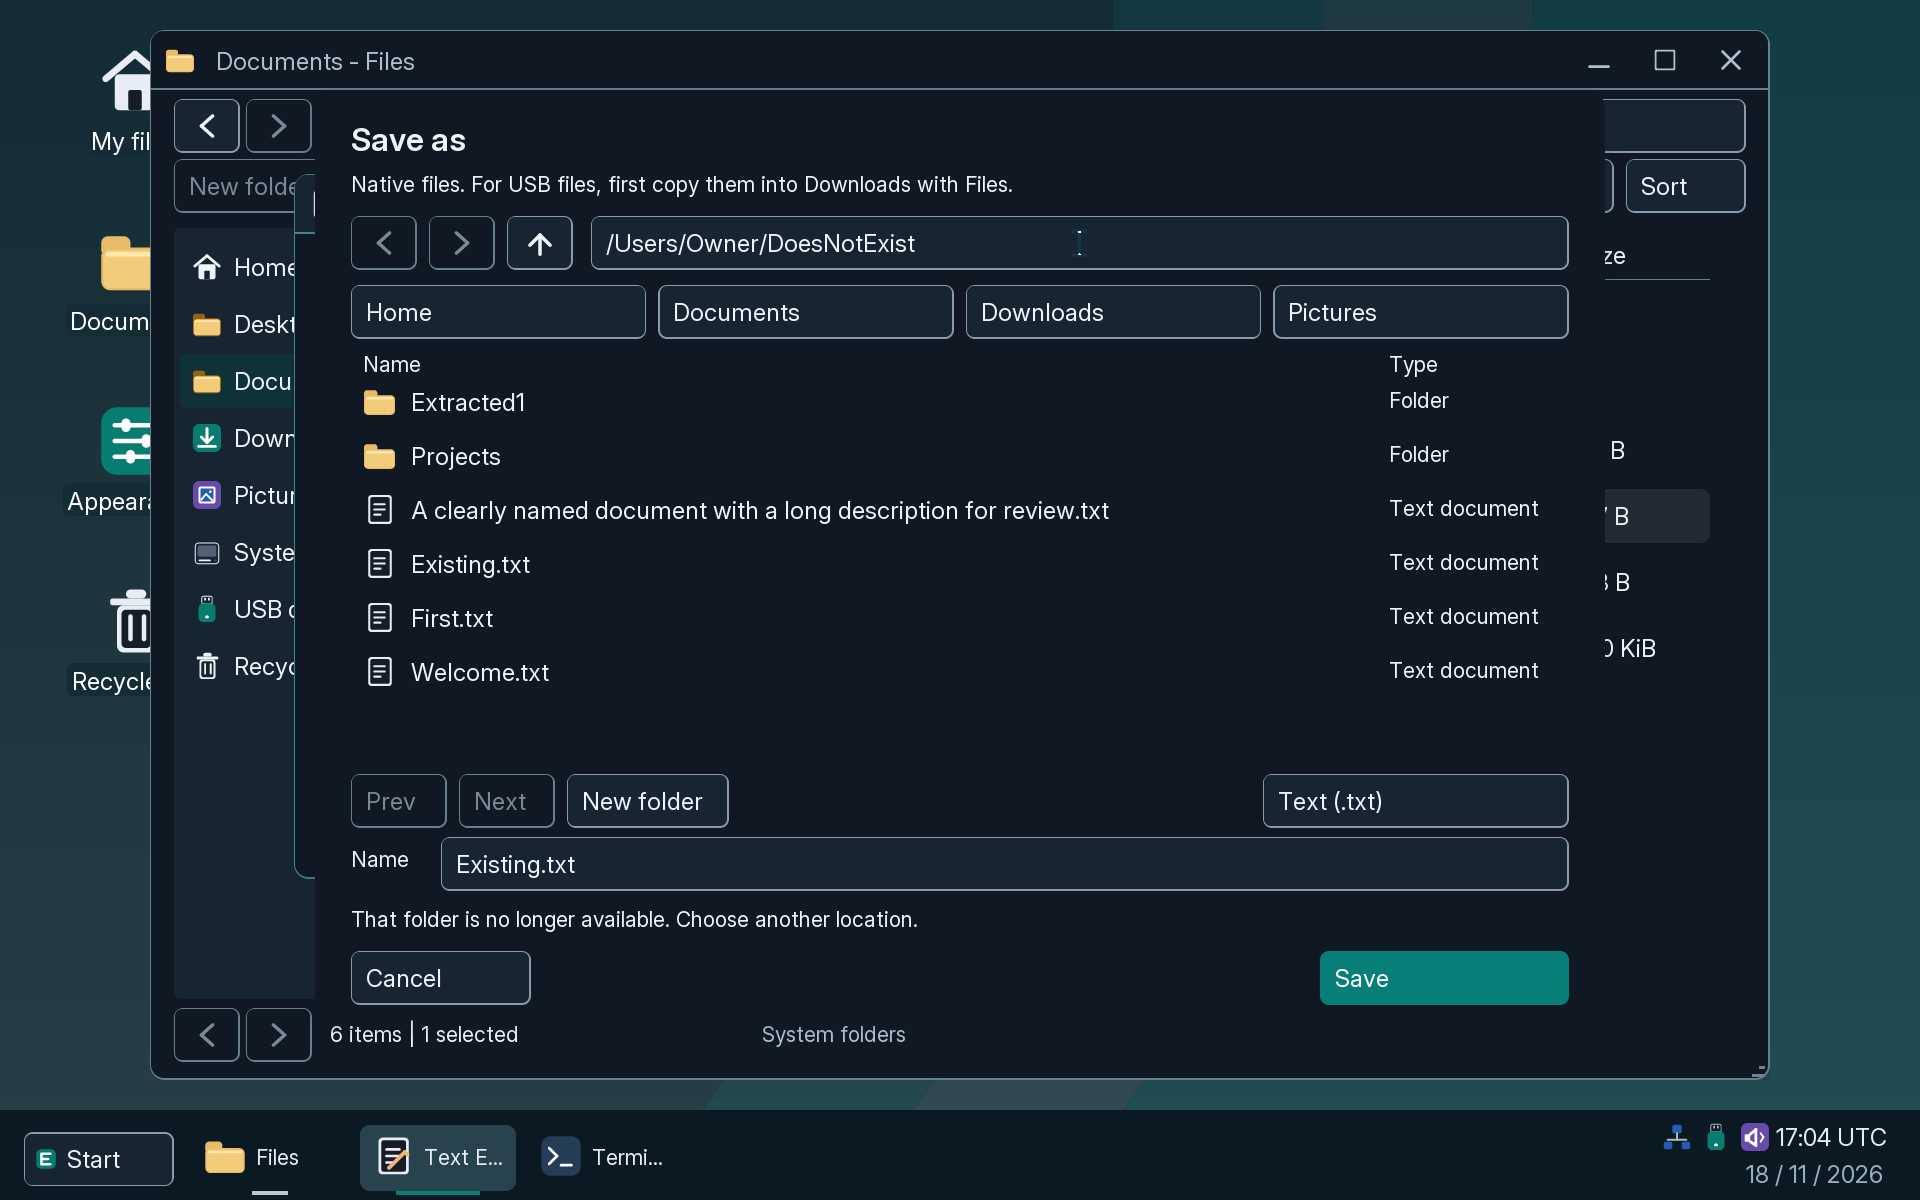 Documents - Files
My fil
New folde
Save as
Native files. For USB files, first copy them into Downloads with Files.
Sort
/Users/Owner/DoesNotExist
ze
Home
Deskt
Docu
Down
Pictur
Syste
USB
Recyc
Home Documents Downloads Pictures
Name Type
Extracted1 Folder
Projects Folder
A clearly named document with a long description for review.txt Text document
Existing.txt Text document
First.txt Text document
Welcome.txt Text document
B
B
B
KiB
Docum
Appeara
Recycle
Prev Next New folder Text (.txt)
Name Existing.txt
That folder is no longer available. Choose another location.
Cancel Save
6 items | 1 selected System folders
E Start Files Text E... Termi... 17:04 UTC
18 / 11 / 2026